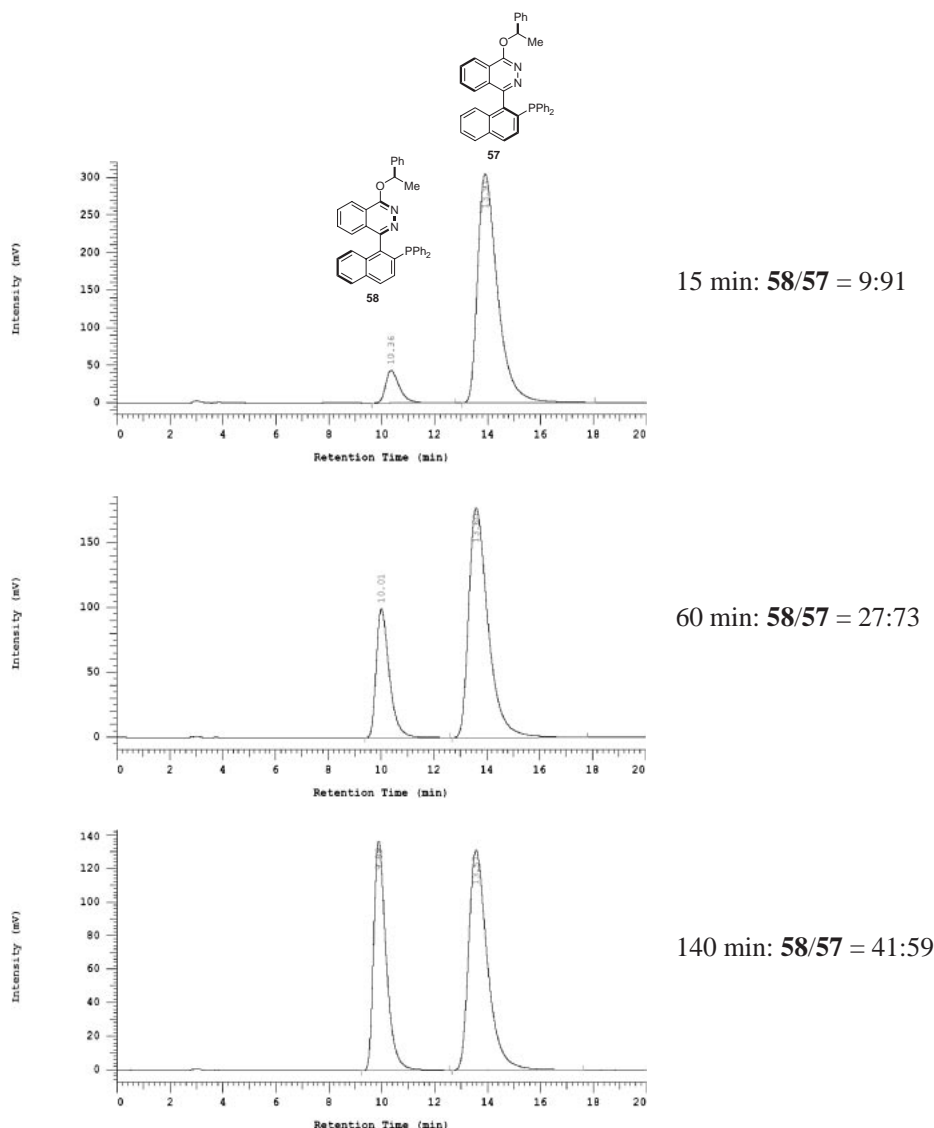 Ph
O
Me
N
N
PPh2
57
Ph
O
Me
N
N
PPh2
58
300
250
200
150
100
50
0
Intensity (mV)
10.36
0 2 4 6 8 10 12 14 16 18 20
Retention Time (min)
15 min: 58/57 = 9:91
150
100
50
0
Intensity (mV)
10.01
0 2 4 6 8 10 12 14 16 18 20
Retention Time (min)
60 min: 58/57 = 27:73
140
120
100
80
60
40
20
0
Intensity (mV)
0 2 4 6 8 10 12 14 16 18 20
Retention Time (min)
140 min: 58/57 = 41:59